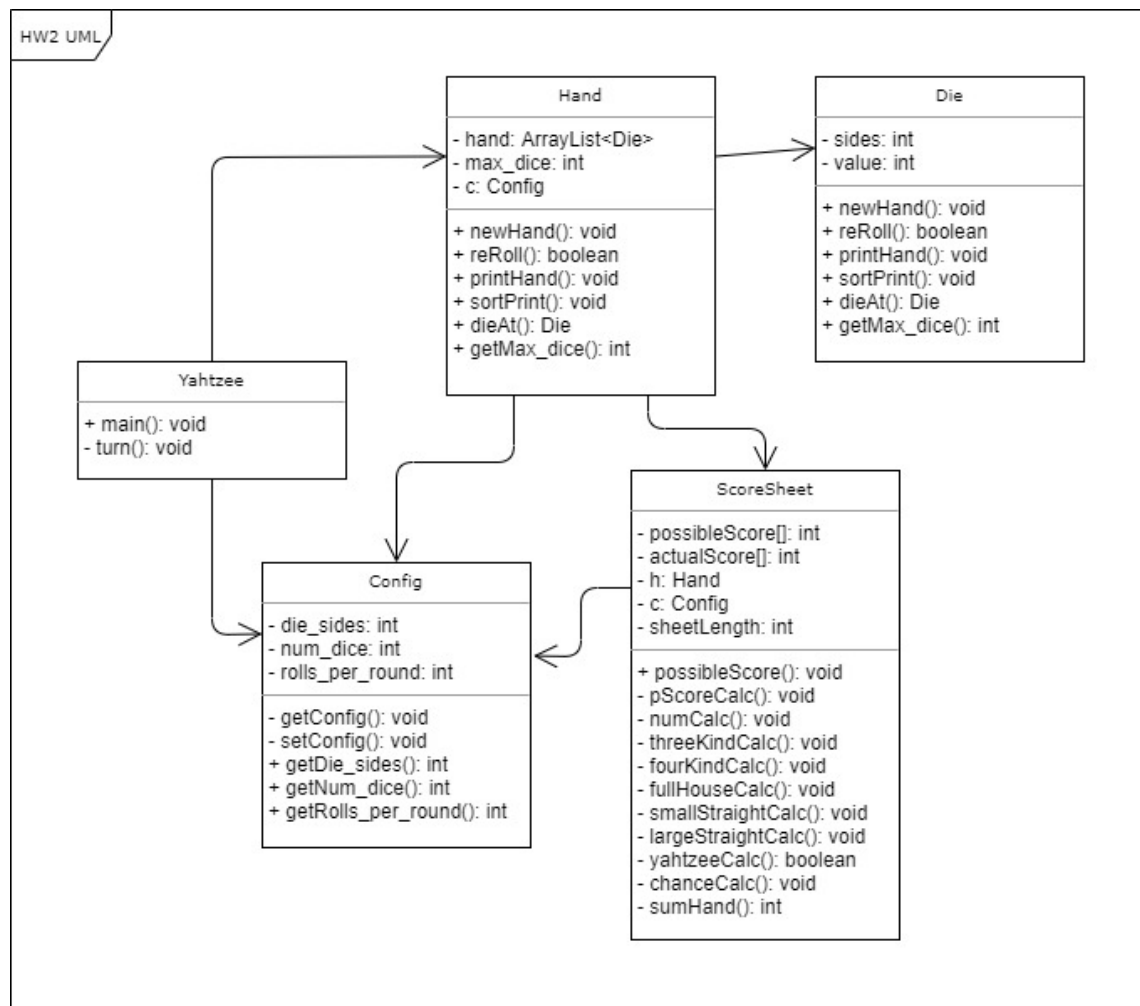 HW2 UML
Hand
- hand: ArrayList<Die>
- max_dice: int
- c: Config
+ newHand(): void
+ reRoll(): boolean
+ printHand(): void
+ sortPrint(): void
+ dieAt(): Die
+ getMax_dice(): int
Die
- sides: int
- value: int
+ newHand(): void
+ reRoll(): boolean
+ printHand(): void
+ sortPrint(): void
+ dieAt(): Die
+ getMax_dice(): int
Yahtzee
+ main(): void
- turn(): void
Config
- die_sides: int
- num_dice: int
- rolls_per_round: int
- getConfig(): void
- setConfig(): void
+ getDie_sides(): int
+ getNum_dice(): int
+ getRolls_per_round(): int
ScoreSheet
- possibleScore[]: int
- actualScore[]: int
- h: Hand
- c: Config
- sheetLength: int
+ possibleScore(): void
- pScoreCalc(): void
- numCalc(): void
- threeKindCalc(): void
- fourKindCalc(): void
- fullHouseCalc(): void
- smallStraightCalc(): void
- largeStraightCalc(): void
- yahtzeeCalc(): boolean
- chanceCalc(): void
- sumHand(): int